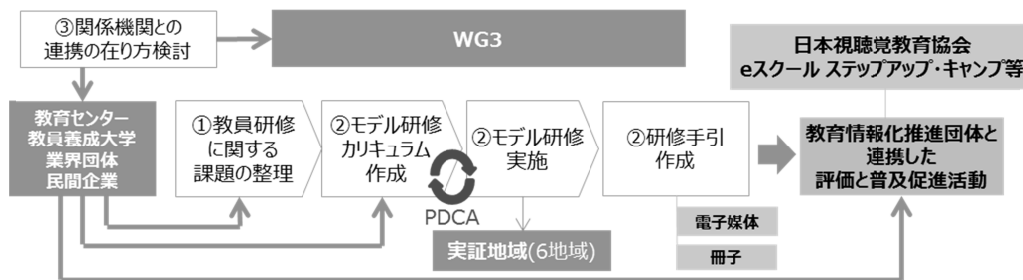 ③関係機関との
連携の在り方検討
WG3
日本視聴覚教育協会
eスクール ステップアップ・キャンプ等
教育センター
教員養成大学
業界団体
民間企業
①教員研修
に関する
課題の整理
②モデル研修
カリキュラム
作成
PDCA
②モデル研修
実施
②研修手引
作成
教育情報化推進団体と
連携した
評価と普及促進活動
実証地域(6地域)
電子媒体
冊子